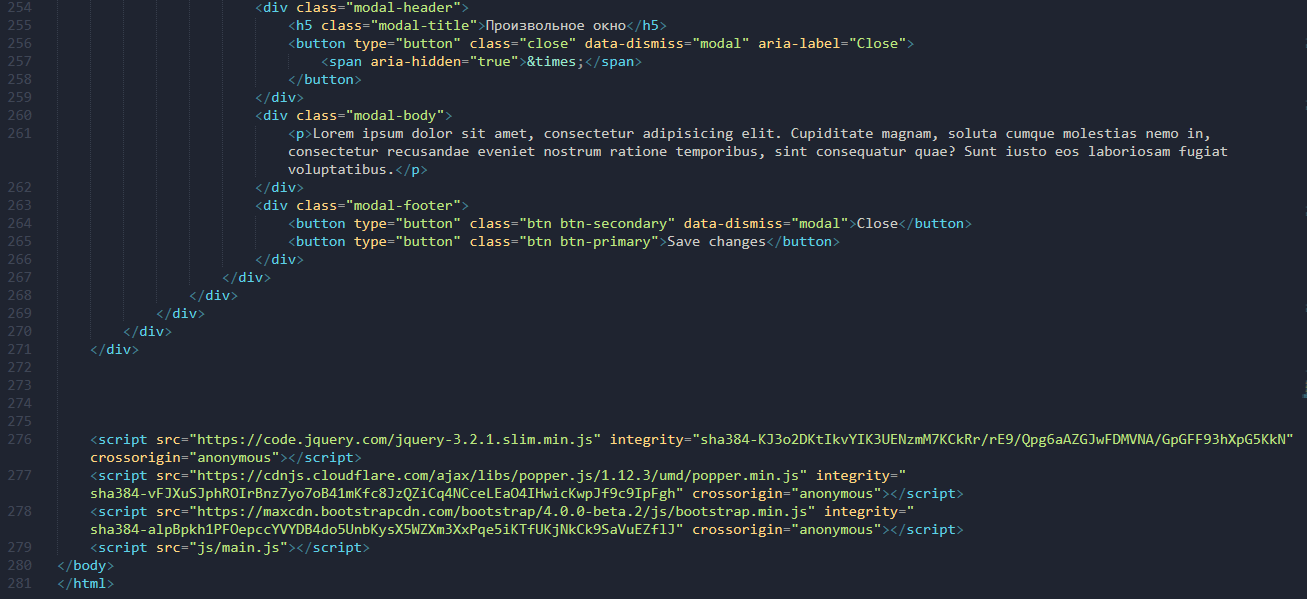 254 <div class="modal-header">
255 <h5 class="modal-title">Произвольное окно</h5>
256 <button type="button" class="close" data-dismiss="modal" aria-label="Close">
257 <span aria-hidden="true">&times;</span>
258 </button>
259 </div>
260 <div class="modal-body">
261 <p>Lorem ipsum dolor sit amet, consectetur adipisicing elit. Cupiditate magnam, soluta cumque molestias nemo in,
consectetur recusandae eveniet nostrum ratione temporibus, sint consequatur quae? Sunt iusto eos laboriosam fugiat
voluptatibus.</p>
262 </div>
263 <div class="modal-footer">
264 <button type="button" class="btn btn-secondary" data-dismiss="modal">Close</button>
265 <button type="button" class="btn btn-primary">Save changes</button>
266 </div>
267 </div>
268 </div>
269 </div>
270 </div>
271 </div>
272
273
274
275
276 <script src="https://code.jquery.com/jquery-3.2.1.slim.min.js" integrity="sha384-KJ3o2DKtIkvYIK3UENzmM7KCkRr/rE9/Qpg6aAZGJwFDMVNA/GpGFF93hXpG5KkN"
crossorigin="anonymous"></script>
277 <script src="https://cdnjs.cloudflare.com/ajax/libs/popper.js/1.12.3/umd/popper.min.js" integrity="
sha384-vFJXuSJphROIrBnz7yo7oB41mKfc8JzQZiCq4NCceLEaO4IHwicKwpJf9c9IpFgh" crossorigin="anonymous"></script>
278 <script src="https://maxcdn.bootstrapcdn.com/bootstrap/4.0.0-beta.2/js/bootstrap.min.js" integrity="
sha384-alpBpkh1PFOepccYVYDB4do5UnbKysX5WZXm3XxPqe5iKTfUKjNkCk9SaVuEZflJ" crossorigin="anonymous"></script>
279 <script src="js/main.js"></script>
280 </body>
281 </html>